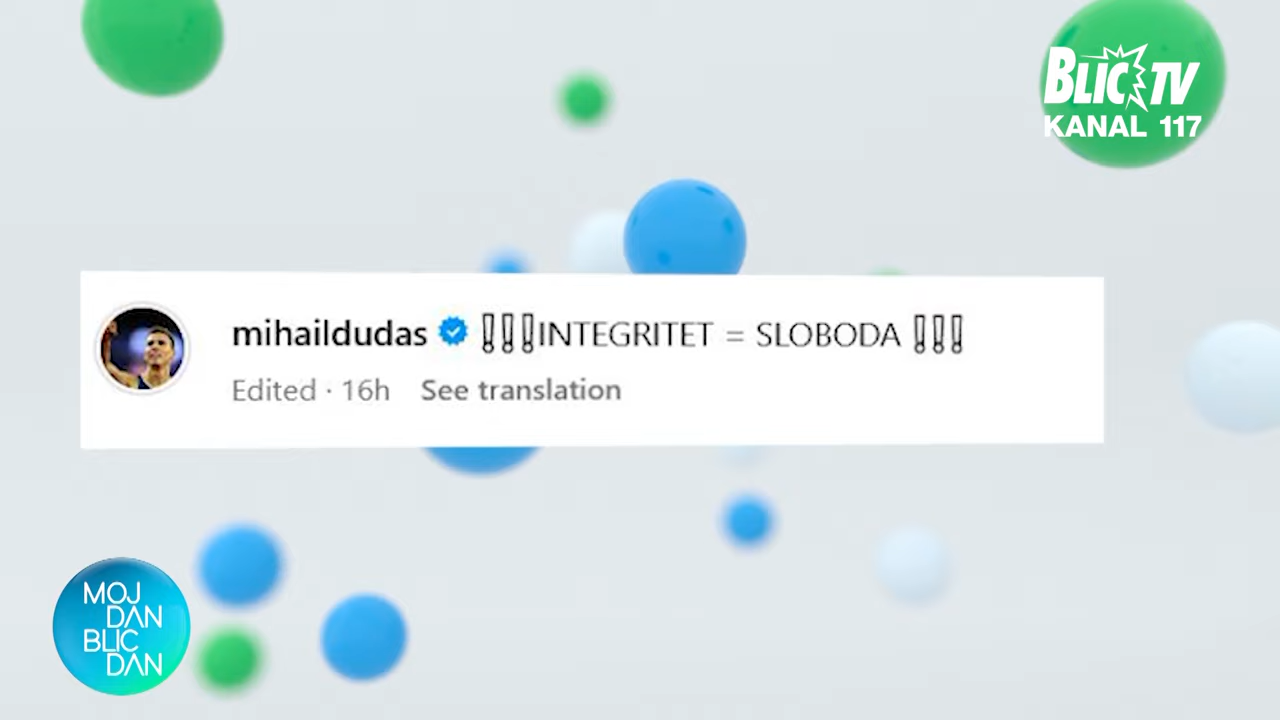 BLIC TV
KANAL 117
mihaildudas ❗❗❗INTEGRITET = SLOBODA ❗❗❗
Edited · 16h See translation
MOJ
DAN
BLIC
DAN